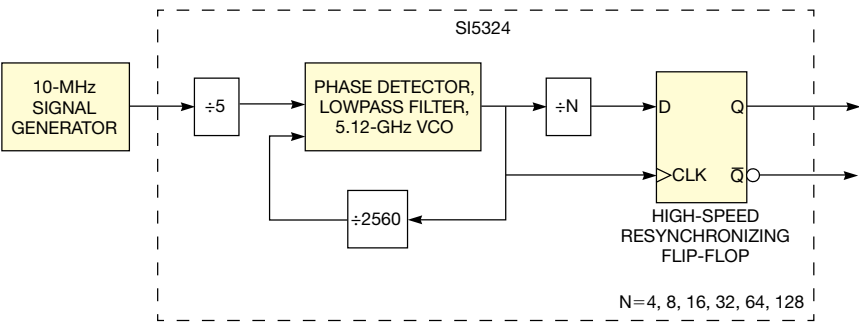 SI5324
10-MHz
SIGNAL
GENERATOR
÷5
PHASE DETECTOR,
LOWPASS FILTER,
5.12-GHz VCO
÷N
D
Q
CLK
Q̅
÷2560
HIGH-SPEED
RESYNCHRONIZING
FLIP-FLOP
N=4, 8, 16, 32, 64, 128